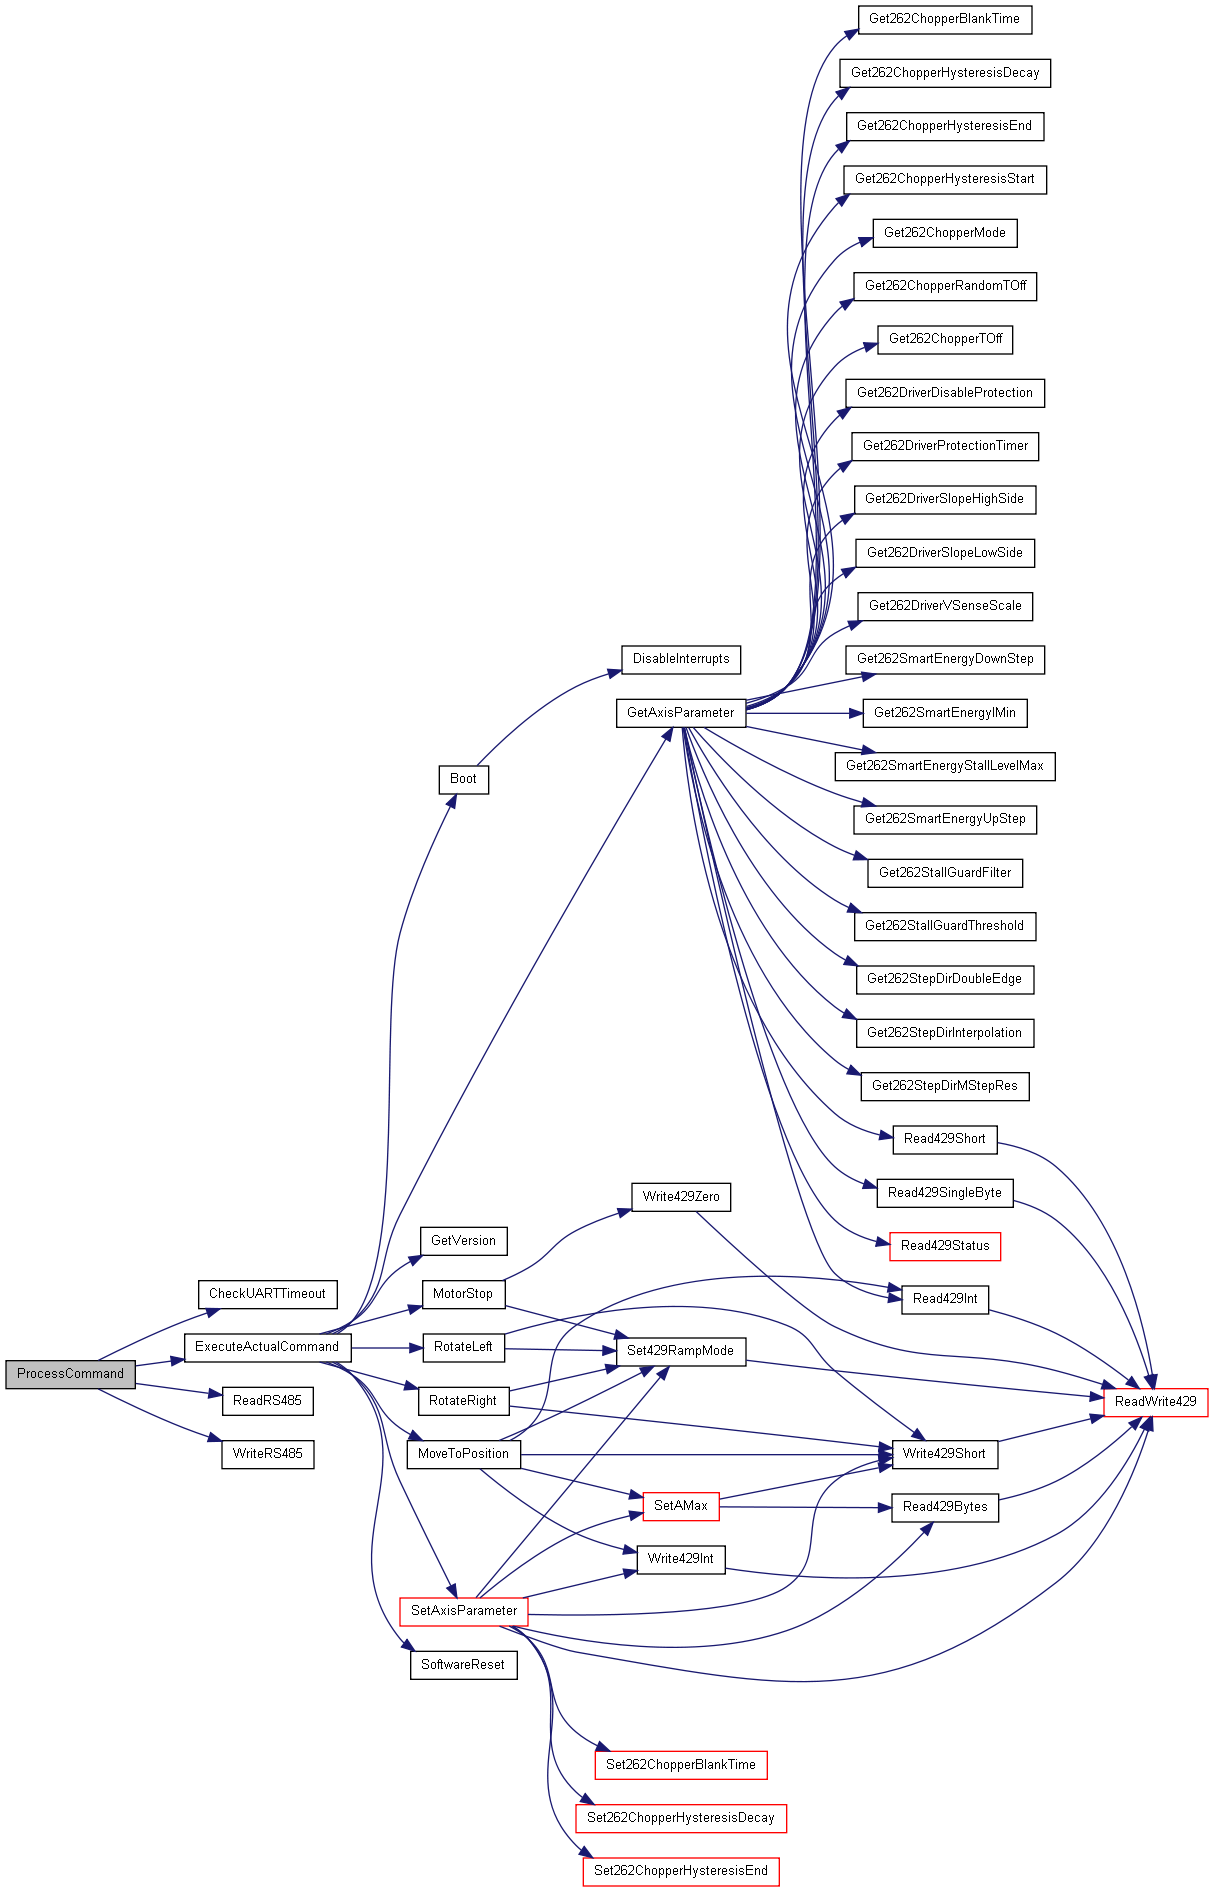 Get262ChopperBlankTime
Get262ChopperHysteresisDecay
Get262ChopperHysteresisEnd
Get262ChopperHysteresisStart
Get262ChopperMode
Get262ChopperRandomTOff
Get262ChopperTOff
Get262DriverDisableProtection
Get262DriverProtectionTimer
Get262DriverSlopeHighSide
Get262DriverSlopeLowSide
Get262DriverVSenseScale
DisableInterrupts
Get262SmartEnergyDownStep
GetAxisParameter
Get262SmartEnergyIMin
Boot
Get262SmartEnergyStallLevelMax
Get262SmartEnergyUpStep
Get262StallGuardFilter
Get262StallGuardThreshold
Get262StepDirDoubleEdge
Get262StepDirInterpolation
Get262StepDirMStepRes
Read429Short
Write429Zero
Read429SingleByte
GetVersion
Read429Status
CheckUARTTimeout
MotorStop
Read429Int
ExecuteActualCommand
RotateLeft
Set429RampMode
ProcessCommand
ReadRS485
RotateRight
ReadWrite429
WriteRS485
MoveToPosition
Write429Short
SetAMax
Read429Bytes
Write429Int
SetAxisParameter
SoftwareReset
Set262ChopperBlankTime
Set262ChopperHysteresisDecay
Set262ChopperHysteresisEnd